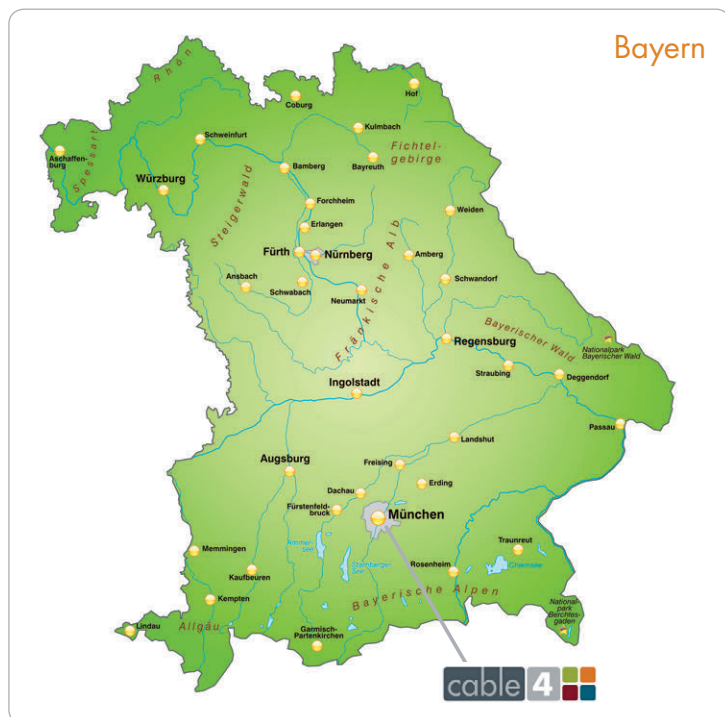 Bayern
Rhön
Hof
Coburg
Kulmbach
Schweinfurt
Fichtel-
gebirge
Aschaffen-
burg
Spessart
Bamberg
Bayreuth
Würzburg
Steigerwald
Forchheim
Weiden
Erlangen
Fürth
Nürnberg
Fränkische Alb
Amberg
Ansbach
Schwabach
Neumarkt
Schwandorf
Bayerischer Wald
Regensburg
Nationalpark
Bayerischer Wald
Straubing
Deggendorf
Ingolstadt
Passau
Landshut
Augsburg
Freising
Erding
Dachau
Fürstenfeld-
bruck
München
Ammer-
see
Starnberger
See
Traunreut
Chiemsee
Memmingen
Kaufbeuren
Rosenheim
Bayerische Alpen
Kempten
National-
park
Berchtes-
gaden
Lindau
Allgäu
Garmisch-
Partenkirchen
cable 4